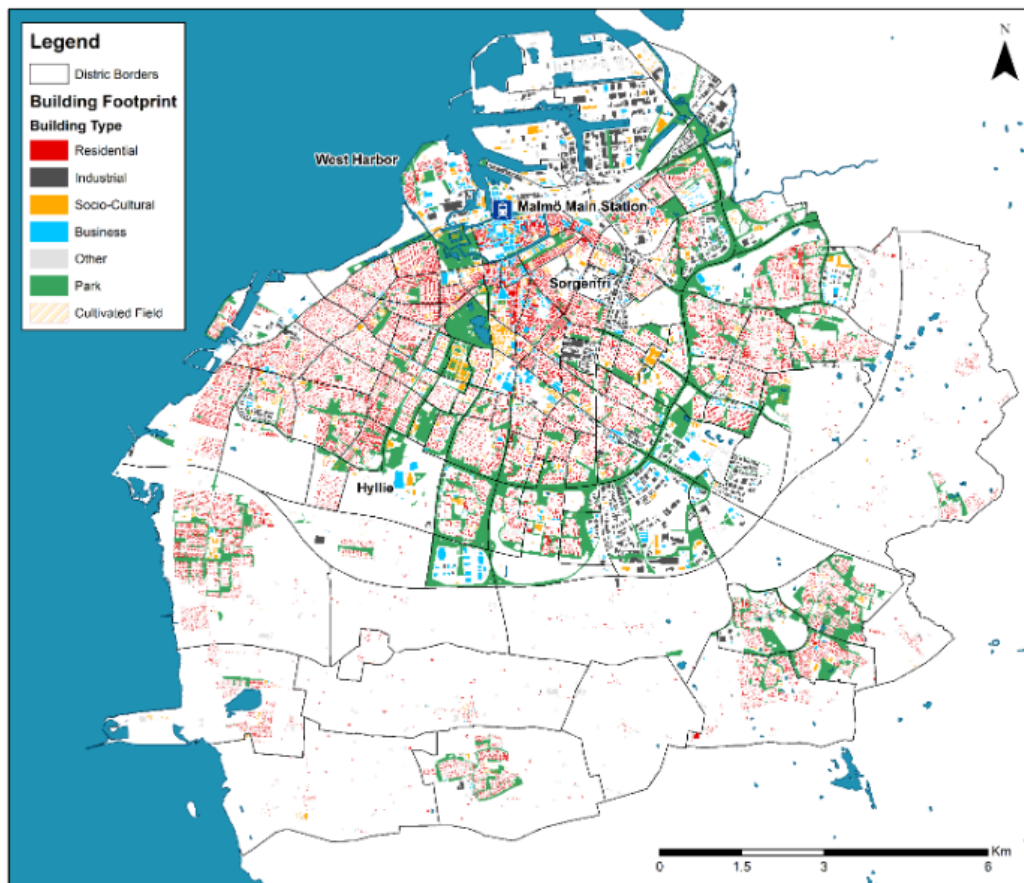 Legend
Distric Borders
Building Footprint
Building Type
Residential
Industrial
Socio-Cultural
Business
Other
Park
Cultivated Field
N
West Harbor
Malmö Main Station
Sorgenfri
Hyllie
Km
0 1.5 3 6